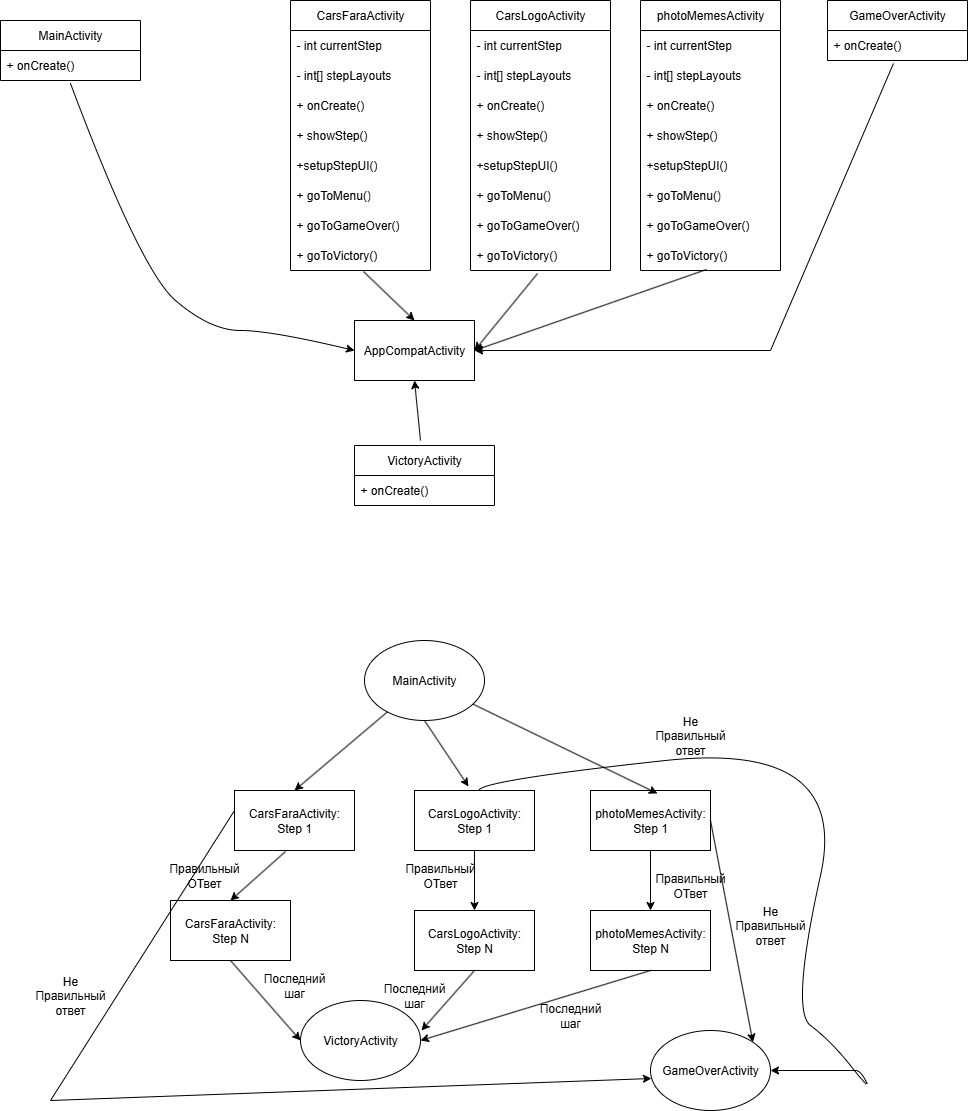 MainActivity
+ onCreate()
CarsFaraActivity
- int currentStep
- int[] stepLayouts
+ onCreate()
+ showStep()
+setupStepUI()
+ goToMenu()
+ goToGameOver()
+ goToVictory()
CarsLogoActivity
- int currentStep
- int[] stepLayouts
+ onCreate()
+ showStep()
+setupStepUI()
+ goToMenu()
+ goToGameOver()
+ goToVictory()
photoMemesActivity
- int currentStep
- int[] stepLayouts
+ onCreate()
+ showStep()
+setupStepUI()
+ goToMenu()
+ goToGameOver()
+ goToVictory()
GameOverActivity
+ onCreate()
AppCompatActivity
VictoryActivity
+ onCreate()
MainActivity
Не
Правильный
ответ
CarsFaraActivity:
Step 1
CarsLogoActivity:
Step 1
photoMemesActivity:
Step 1
Правильный
ОТвет
Правильный
ОТвет
Правильный
ОТвет
CarsFaraActivity:
Step N
CarsLogoActivity:
Step N
photoMemesActivity:
Step N
Не
Правильный
ответ
Не
Правильный
ответ
Последний
шаг
Последний
шаг
Последний
шаг
VictoryActivity
GameOverActivity